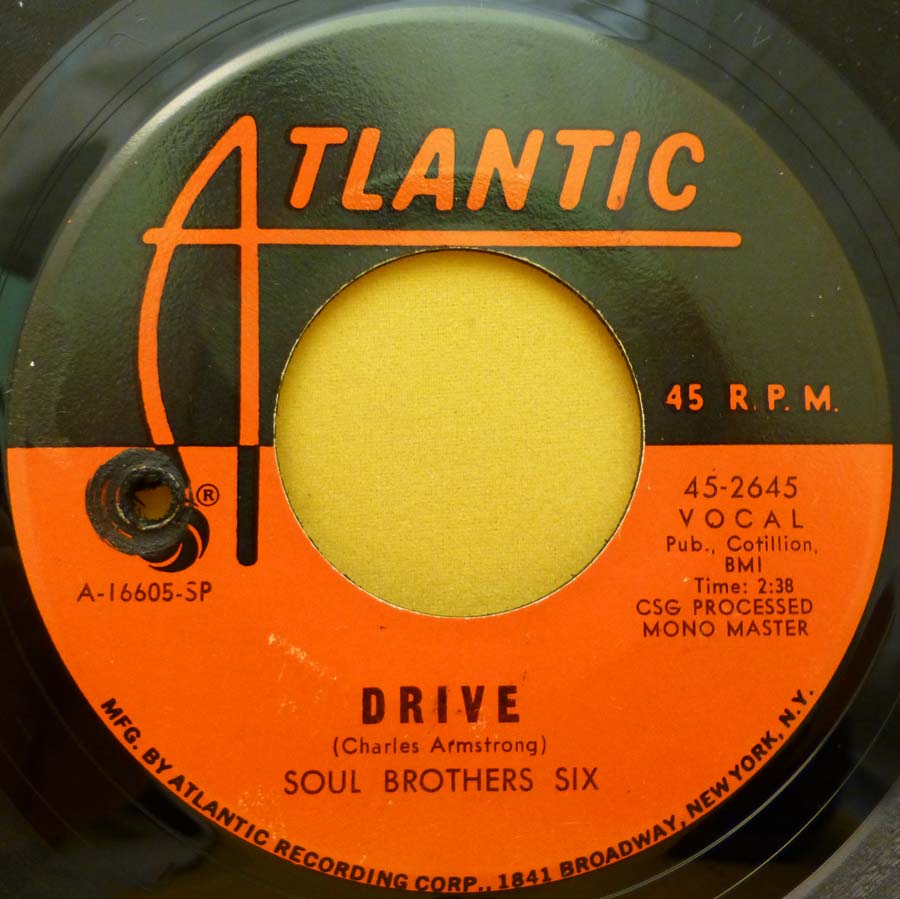 ATLANTIC
45 R.P.M.
®
45-2645
VOCAL
Pub., Cotillion,
BMI
Time: 2:38
CSG PROCESSED
MONO MASTER
A-16605-SP
DRIVE
(Charles Armstrong)
SOUL BROTHERS SIX
MFG. BY ATLANTIC RECORDING CORP., 1841 BROADWAY, NEW YORK, N.Y.